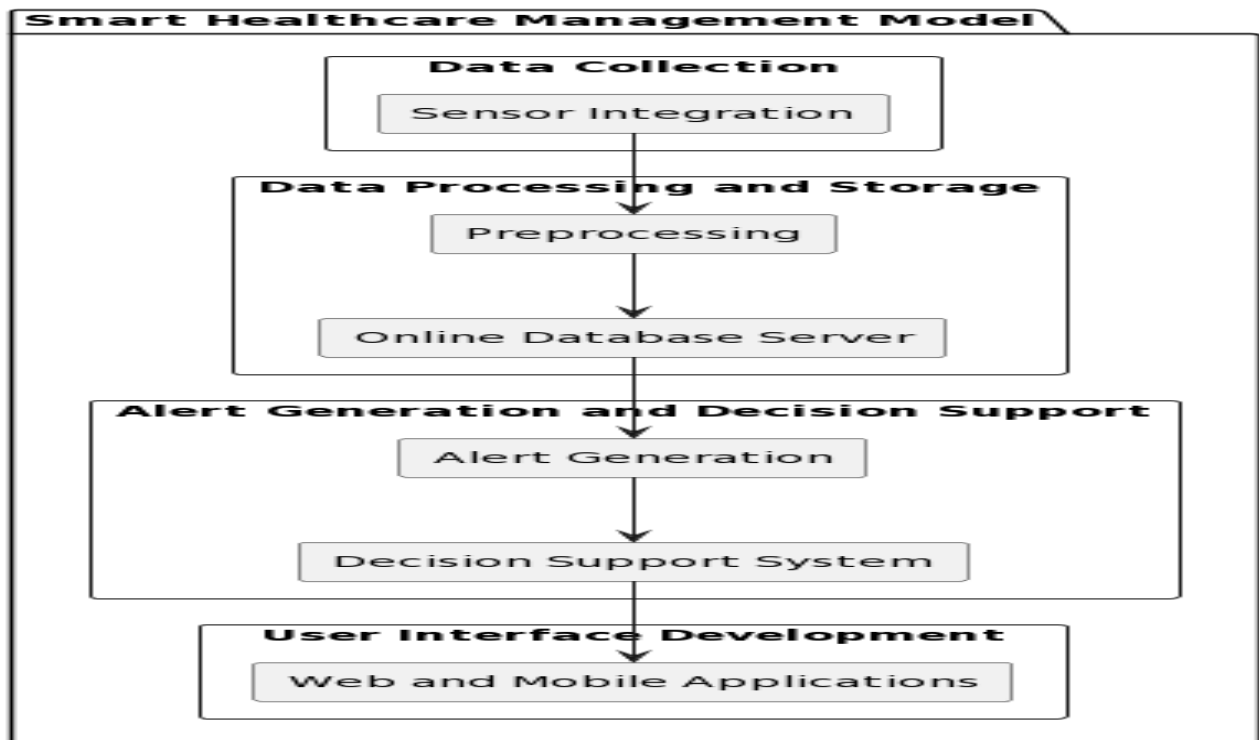 Smart Healthcare Management Model
Data Collection
Sensor Integration
Data Processing and Storage
Preprocessing
Online Database Server
Alert Generation and Decision Support
Alert Generation
Decision Support System
User Interface Development
Web and Mobile Applications